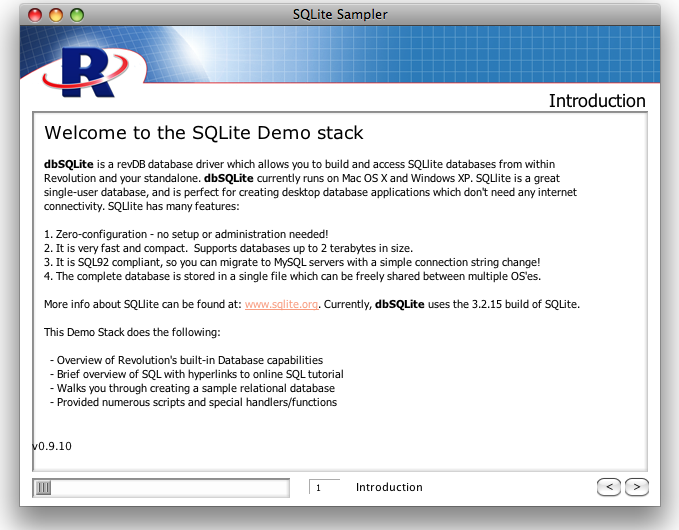 SQLite Sampler
R
Introduction
Welcome to the SQLite Demo stack
dbSQLite is a revDB database driver which allows you to build and access SQLlite databases from within
Revolution and your standalone. dbSQLite currently runs on Mac OS X and Windows XP. SQLlite is a great
single-user database, and is perfect for creating desktop database applications which don't need any internet
connectivity. SQLlite has many features:
1. Zero-configuration - no setup or administration needed!
2. It is very fast and compact.  Supports databases up to 2 terabytes in size.
3. It is SQL92 compliant, so you can migrate to MySQL servers with a simple connection string change!
4. The complete database is stored in a single file which can be freely shared between multiple OS'es.
More info about SQLlite can be found at: www.sqlite.org. Currently, dbSQLite uses the 3.2.15 build of SQLite.
This Demo Stack does the following:
- Overview of Revolution's built-in Database capabilities
- Brief overview of SQL with hyperlinks to online SQL tutorial
- Walks you through creating a sample relational database
- Provided numerous scripts and special handlers/functions
v0.9.10
1 Introduction < >